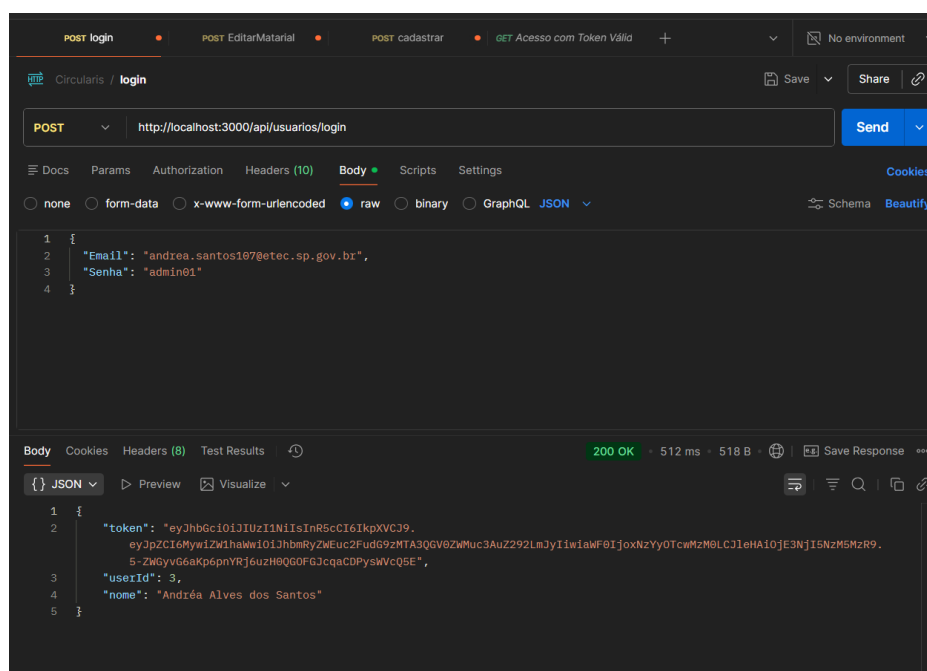 POST login POST EditarMatarial POST cadastrar GET Acesso com Token Válid No environment
HTTP Circularis / login Save Share
POST http://localhost:3000/api/usuarios/login Send
Docs Params Authorization Headers (10) Body Scripts Settings Cookies
none form-data x-www-form-urlencoded raw binary GraphQL JSON Schema Beautify
1 {
2 "Email": "andrea.santos107@etec.sp.gov.br",
3 "Senha": "admin01"
4 }
Body Cookies Headers (8) Test Results 200 OK 512 ms 518 B e.g. Save Response
{} JSON Preview Visualize
1 {
2 "token": "eyJhbGciOiJIUzI1NiIsInR5cCI6IkpXVCJ9.
eyJpZCI6MywiZW1haWwiOiJhbmRyZWEuc2FudG9zMTA3QGV0ZWMuc3AuZ292LmJyIiwiaWF0IjoxNzYyOTcwMzM0LCJleHAiOjE3NjI5NzM5MzR9.
5-ZWGyvG6aKp6pnYRj6uzH0QGOFGJcqaCDPysWVcQ5E",
3 "userId": 3,
4 "nome": "Andréa Alves dos Santos"
5 }